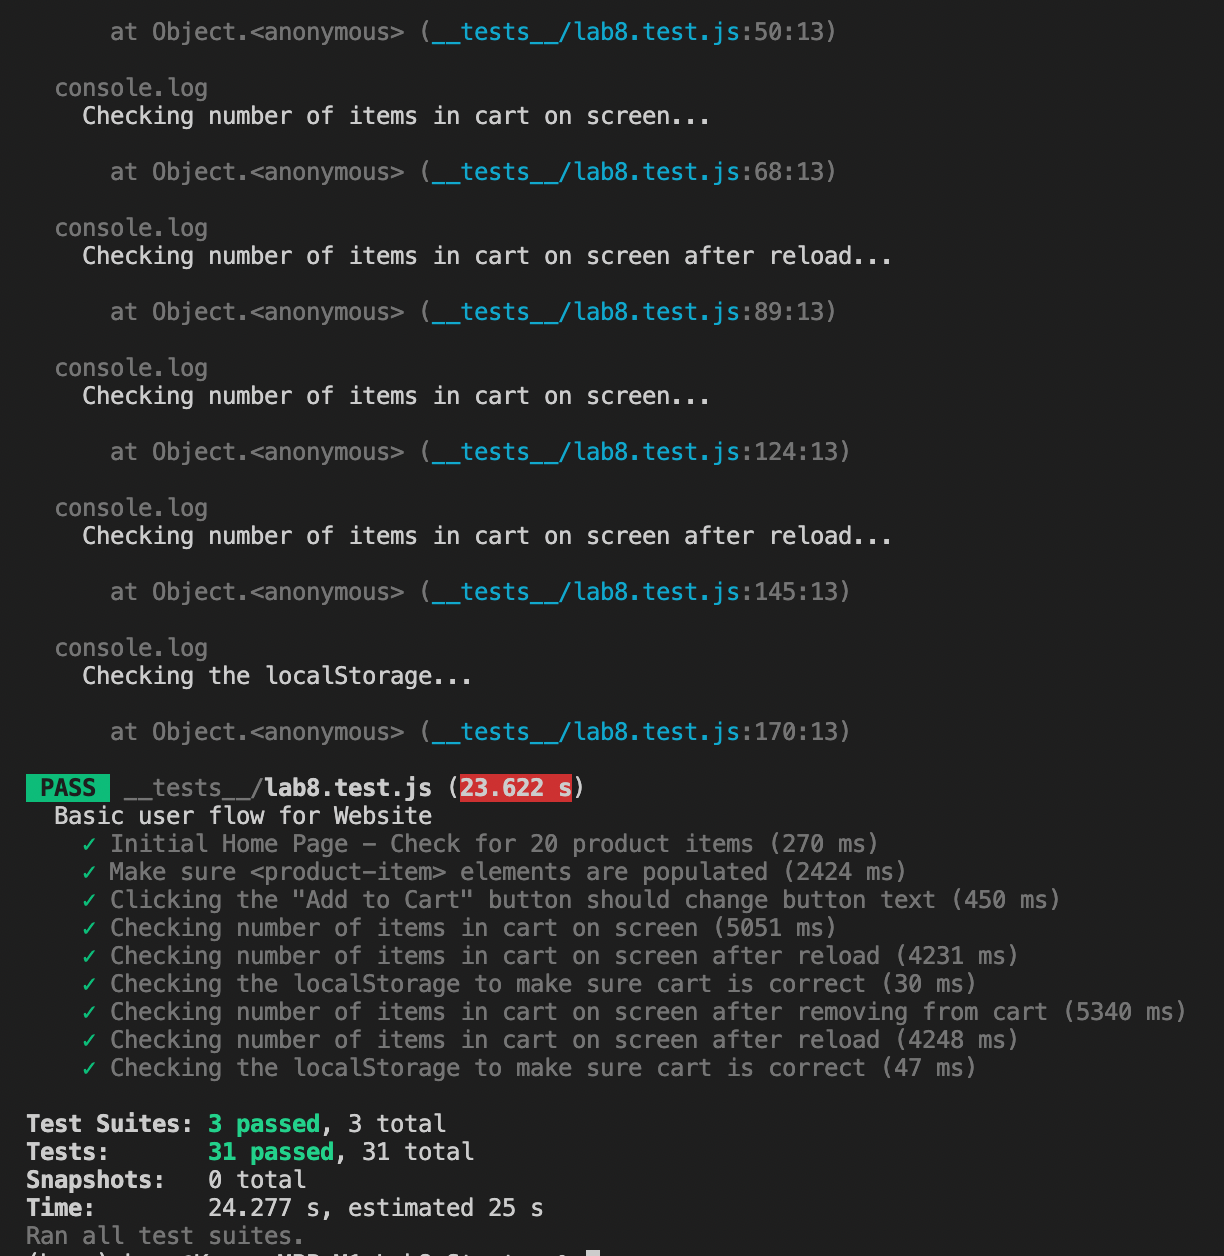 at Object.<anonymous> (__tests__/lab8.test.js:50:13)
console.log
Checking number of items in cart on screen...
at Object.<anonymous> (__tests__/lab8.test.js:68:13)
console.log
Checking number of items in cart on screen after reload...
at Object.<anonymous> (__tests__/lab8.test.js:89:13)
console.log
Checking number of items in cart on screen...
at Object.<anonymous> (__tests__/lab8.test.js:124:13)
console.log
Checking number of items in cart on screen after reload...
at Object.<anonymous> (__tests__/lab8.test.js:145:13)
console.log
Checking the localStorage...
at Object.<anonymous> (__tests__/lab8.test.js:170:13)
PASS __tests__/lab8.test.js (23.622 s)
Basic user flow for Website
✓ Initial Home Page – Check for 20 product items (270 ms)
✓ Make sure <product-item> elements are populated (2424 ms)
✓ Clicking the "Add to Cart" button should change button text (450 ms)
✓ Checking number of items in cart on screen (5051 ms)
✓ Checking number of items in cart on screen after reload (4231 ms)
✓ Checking the localStorage to make sure cart is correct (30 ms)
✓ Checking number of items in cart on screen after removing from cart (5340 ms)
✓ Checking number of items in cart on screen after reload (4248 ms)
✓ Checking the localStorage to make sure cart is correct (47 ms)
Test Suites: 3 passed, 3 total
Tests: 31 passed, 31 total
Snapshots: 0 total
Time: 24.277 s, estimated 25 s
Ran all test suites.